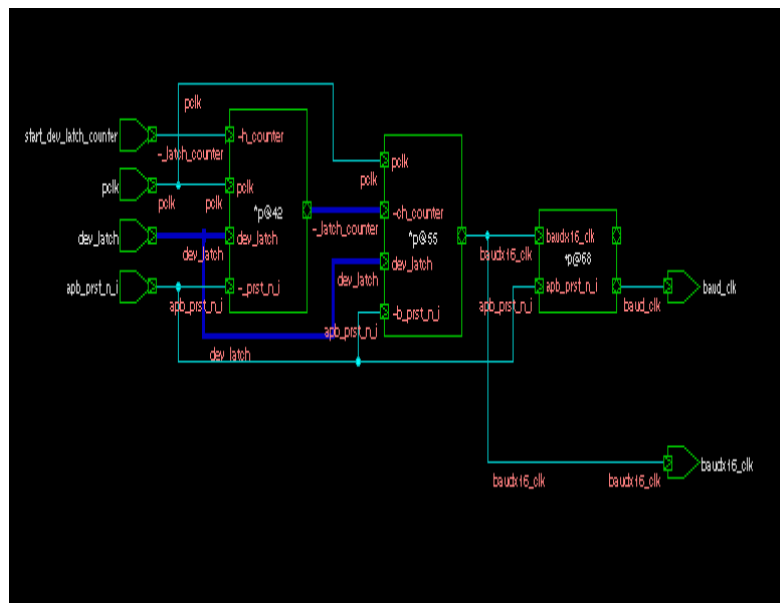 pclk
start_dev_latch_counter
-h_counter
~_latch_counter
pclk
pclk
pclk
pclk
*p@42
dev_latch
dev_latch
dev_latch
apb_prst_n_i
-_prst_n_i
apb_prst_n_i
dev_latch
pclk
pclk
-ch_counter
~_latch_counter
*p@55
dev_latch
dev_latch
-b_prst_n_i
apb_prst_n_i
baudx16_clk
baudx16_clk
*p@68
apb_prst_n_i
apb_prst_n_i
baud_clk
baud_clk
baudx16_clk
baudx16_clk
baudx16_clk